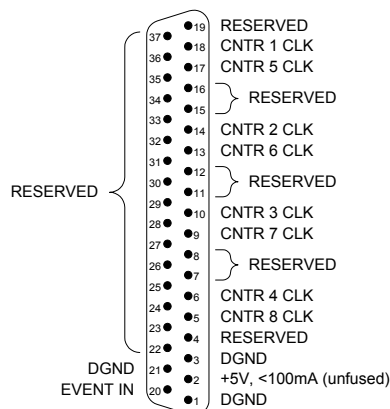 37 19 RESERVED
18 CNTR 1 CLK
36
17 CNTR 5 CLK
35
16
34
15
RESERVED
33
14 CNTR 2 CLK
32
13 CNTR 6 CLK
31
12
30
11
RESERVED
RESERVED
29
10 CNTR 3 CLK
28
9 CNTR 7 CLK
27
8
26
7
RESERVED
25
6 CNTR 4 CLK
24
5 CNTR 8 CLK
23
4 RESERVED
22
3 DGND
DGND 21
2 +5V, <100mA (unfused)
EVENT IN 20
1 DGND